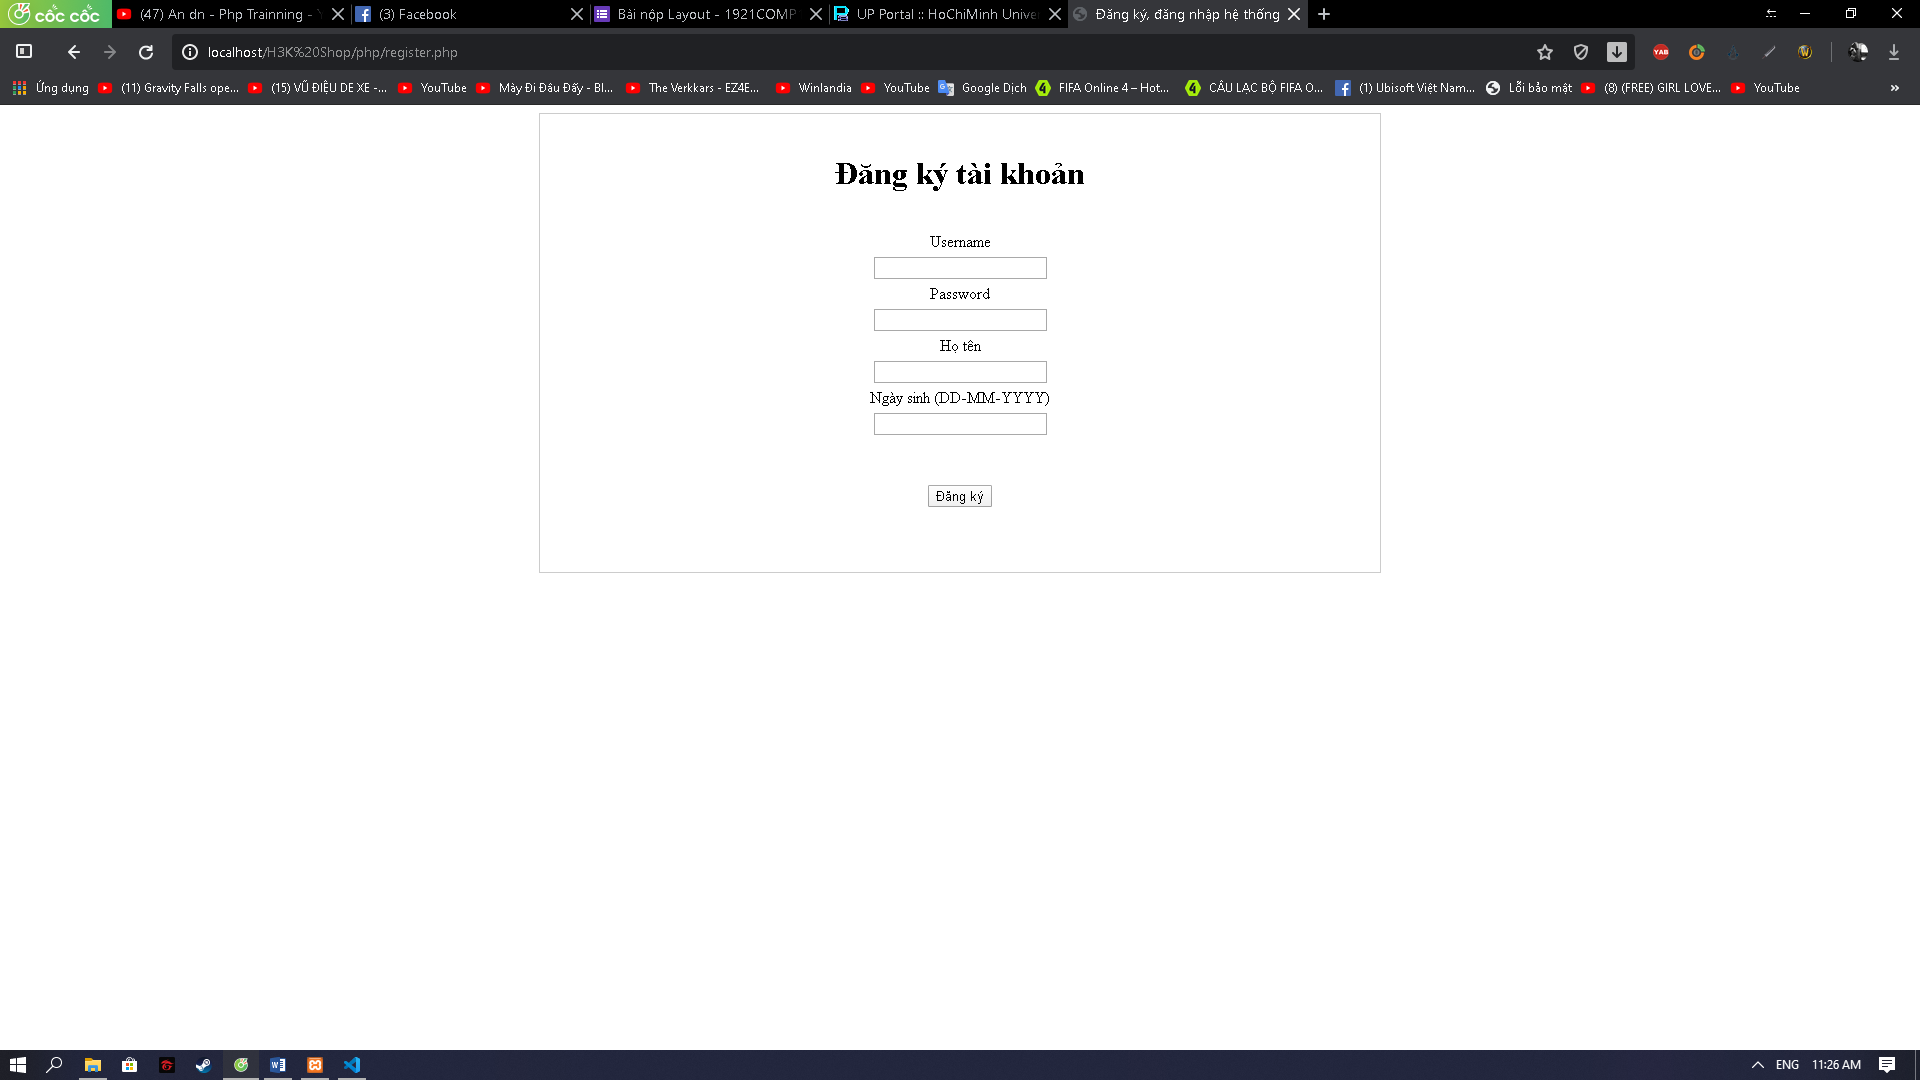 cốc cốc
(47) An dn - Php Trainning -
(3) Facebook
Bài nộp Layout - 1921COMP
UP Portal :: HoChiMinh Univer
Đăng ký, đăng nhập hệ thống
localhost/H3K%20Shop/php/register.php
YAB
Ứng dụng
(11) Gravity Falls ope...
(15) VŨ ĐIỆU DE XE -...
YouTube
Mày Đi Đâu Đấy - Bl...
The Verkkars - EZ4E...
Winlandia
YouTube
Google Dịch
FIFA Online 4 – Hot...
CÂU LẠC BỘ FIFA O...
(1) Ubisoft Việt Nam...
Lỗi bảo mật
(8) (FREE) GIRL LOVE...
YouTube
»
Đăng ký tài khoản
Username
Password
Họ tên
Ngày sinh (DD-MM-YYYY)
Đăng ký
ENG
11:26 AM